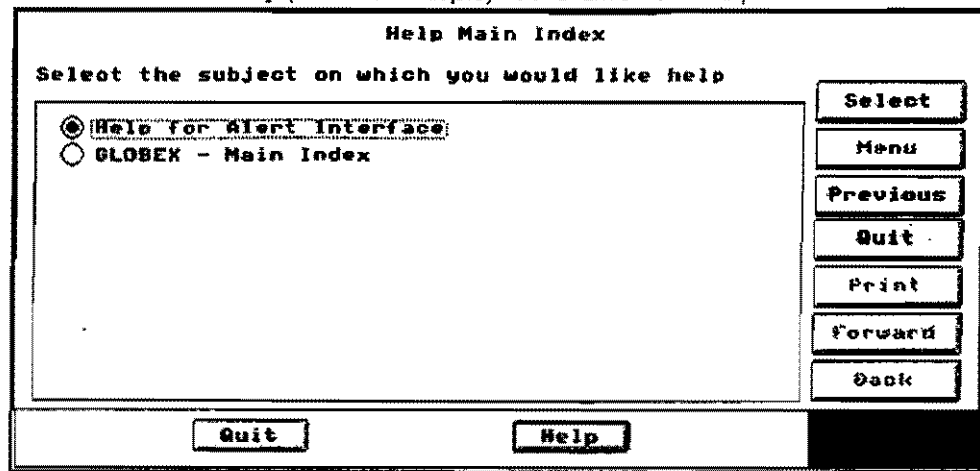 Help Main Index
Select the subject on which you would like help
Help for Alert Interface
GLOBEX - Main Index
Select
Menu
Previous
Quit
Print
Forward
Back
Quit
Help